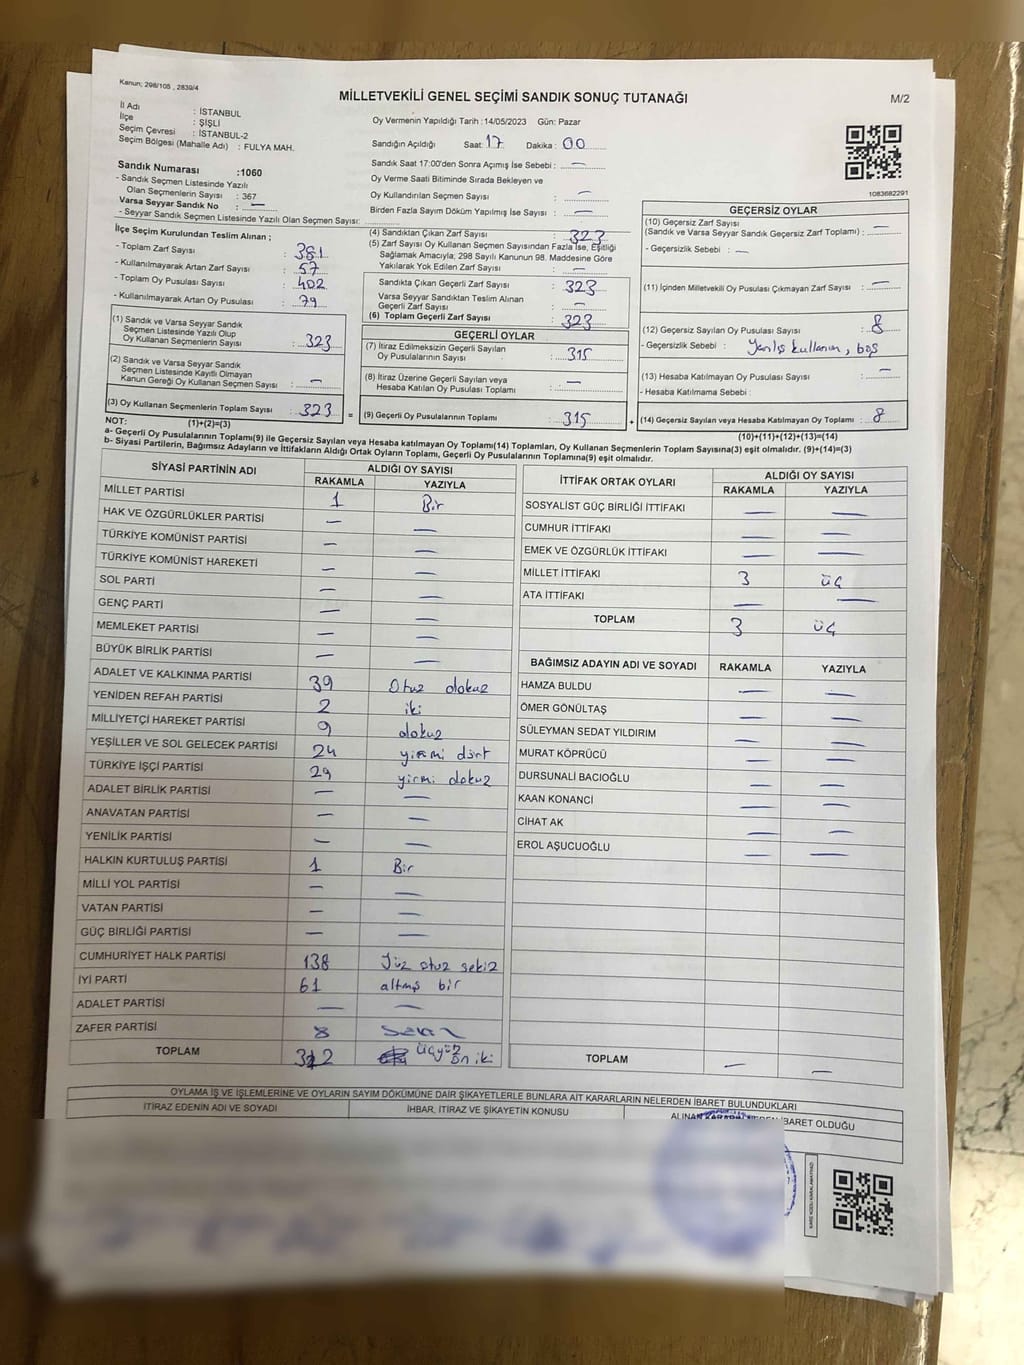 Kanun; 298/105 , 2839/4
MİLLETVEKİLİ GENEL SEÇİMİ SANDIK SONUÇ TUTANAĞI
M/2
İl Adı : İSTANBUL
İlçe : ŞİŞLİ
Seçim Çevresi : İSTANBUL-2
Seçim Bölgesi (Mahalle Adı) : FULYA MAH.
Oy Vermenin Yapıldığı Tarih : 14/05/2023 Gün: Pazar
Sandığın Açıldığı Saat: 17 Dakika : 00
Sandık Saat 17:00'den Sonra Açımış İse Sebebi : —
Oy Verme Saati Bitiminde Sırada Bekleyen ve
Oy Kullandırılan Seçmen Sayısı : —
Birden Fazla Sayım Döküm Yapılmış İse Sayısı : —
1083682291
Sandık Numarası :1060
- Sandık Seçmen Listesinde Yazılı
Olan Seçmenlerin Sayısı : 367
Varsa Seyyar Sandık No : —
- Seyyar Sandık Seçmen Listesinde Yazılı Olan Seçmen Sayısı:
İlçe Seçim Kurulundan Teslim Alınan ;
- Toplam Zarf Sayısı : 381
- Kullanılmayarak Artan Zarf Sayısı : 57
- Toplam Oy Pusulası Sayısı : 402
- Kullanılmayarak Artan Oy Pusulası : 79
(1) Sandık ve Varsa Seyyar Sandık
Seçmen Listesinde Yazılı Olup
Oy Kullanan Seçmenlerin Sayısı : 323
(2) Sandık ve Varsa Seyyar Sandık
Seçmen Listesinde Kayıtlı Olmayan
Kanun Gereği Oy Kullanan Seçmen Sayısı : —
(3) Oy Kullanan Seçmenlerin Toplam Sayısı : 323 =
(1)+(2)=(3)
(4) Sandıktan Çıkan Zarf Sayısı : 323
(5) Zarf Sayısı Oy Kullanan Seçmen Sayısından Fazla İse, Eşitliği
Sağlamak Amacıyla; 298 Sayılı Kanunun 98. Maddesine Göre
Yakılarak Yok Edilen Zarf Sayısı : —
Sandıkta Çıkan Geçerli Zarf Sayısı : 323
Varsa Seyyar Sandıktan Teslim Alınan
Geçerli Zarf Sayısı : —
(6) Toplam Geçerli Zarf Sayısı : 323
GEÇERLİ OYLAR
(7) İtiraz Edilmeksizin Geçerli Sayılan
Oy Pusulalarının Sayısı : 315
(8) İtiraz Üzerine Geçerli Sayılan veya
Hesaba Katılan Oy Pusulası Toplamı : —
(9) Geçerli Oy Pusulalarının Toplamı : 315 +
GEÇERSİZ OYLAR
(10) Geçersiz Zarf Sayısı
(Sandık ve Varsa Seyyar Sandık Geçersiz Zarf Toplamı) : —
- Geçersizlik Sebebi : —
(11) İçinden Milletvekili Oy Pusulası Çıkmayan Zarf Sayısı : —
(12) Geçersiz Sayılan Oy Pusulası Sayısı : 8
- Geçersizlik Sebebi : Yanlış kullanım, boş
(13) Hesaba Katılmayan Oy Pusulası Sayısı : —
- Hesaba Katılmama Sebebi :
(14) Geçersiz Sayılan veya Hesaba Katılmayan Oy Toplamı : 8
(10)+(11)+(12)+(13)=(14)
NOT:
a- Geçerli Oy Pusulalarının Toplamı(9) ile Geçersiz Sayılan veya Hesaba katılmayan Oy Toplamı(14) Toplamları, Oy Kullanan Seçmenlerin Toplam Sayısına(3) eşit olmalıdır. (9)+(14)=(3)
b- Siyasi Partilerin, Bağımsız Adayların ve İttifakların Aldığı Ortak Oyların Toplamı, Geçerli Oy Pusulalarının Toplamına(9) eşit olmalıdır.
SİYASİ PARTİNİN ADI ALDIĞI OY SAYISI
RAKAMLA YAZIYLA
MİLLET PARTİSİ 1 Bir
HAK VE ÖZGÜRLÜKLER PARTİSİ — —
TÜRKİYE KOMÜNİST PARTİSİ — —
TÜRKİYE KOMÜNİST HAREKETİ — —
SOL PARTİ — —
GENÇ PARTİ — —
MEMLEKET PARTİSİ — —
BÜYÜK BİRLİK PARTİSİ — —
ADALET VE KALKINMA PARTİSİ 39 Otuz dokuz
YENİDEN REFAH PARTİSİ 2 iki
MİLLİYETÇİ HAREKET PARTİSİ 9 dokuz
YEŞİLLER VE SOL GELECEK PARTİSİ 24 yirmi dört
TÜRKİYE İŞÇİ PARTİSİ 29 yirmi dokuz
ADALET BİRLİK PARTİSİ — —
ANAVATAN PARTİSİ — —
YENİLİK PARTİSİ — —
HALKIN KURTULUŞ PARTİSİ 1 Bir
MİLLİ YOL PARTİSİ — —
VATAN PARTİSİ — —
GÜÇ BİRLİĞİ PARTİSİ — —
CUMHURİYET HALK PARTİSİ 138 Yüz otuz sekiz
İYİ PARTİ 61 altmış bir
ADALET PARTİSİ — —
ZAFER PARTİSİ 8 Sekiz
TOPLAM 312 Üçyüz on iki
İTTİFAK ORTAK OYLARI ALDIĞI OY SAYISI
RAKAMLA YAZIYLA
SOSYALİST GÜÇ BİRLİĞİ İTTİFAKI — —
CUMHUR İTTİFAKI — —
EMEK VE ÖZGÜRLÜK İTTİFAKI — —
MİLLET İTTİFAKI 3 üç
ATA İTTİFAKI — —
TOPLAM 3 üç
BAĞIMSIZ ADAYIN ADI VE SOYADI RAKAMLA YAZIYLA
HAMZA BULDU — —
ÖMER GÖNÜLTAŞ — —
SÜLEYMAN SEDAT YILDIRIM — —
MURAT KÖPRÜCÜ — —
DURSUNALİ BACIOĞLU — —
KAAN KONANCİ — —
CİHAT AK — —
EROL AŞUCUOĞLU — —
TOPLAM — —
OYLAMA İŞ VE İŞLEMLERİNE VE OYLARIN SAYIM DÖKÜMÜNE DAİR ŞİKAYETLERLE BUNLARA AİT KARARLARIN NELERDEN İBARET BULUNDUKLARI
İTİRAZ EDENİN ADI VE SOYADI İHBAR, İTİRAZ VE ŞİKAYETİN KONUSU ALINAN KARARIN NEDEN İBARET OLDUĞU